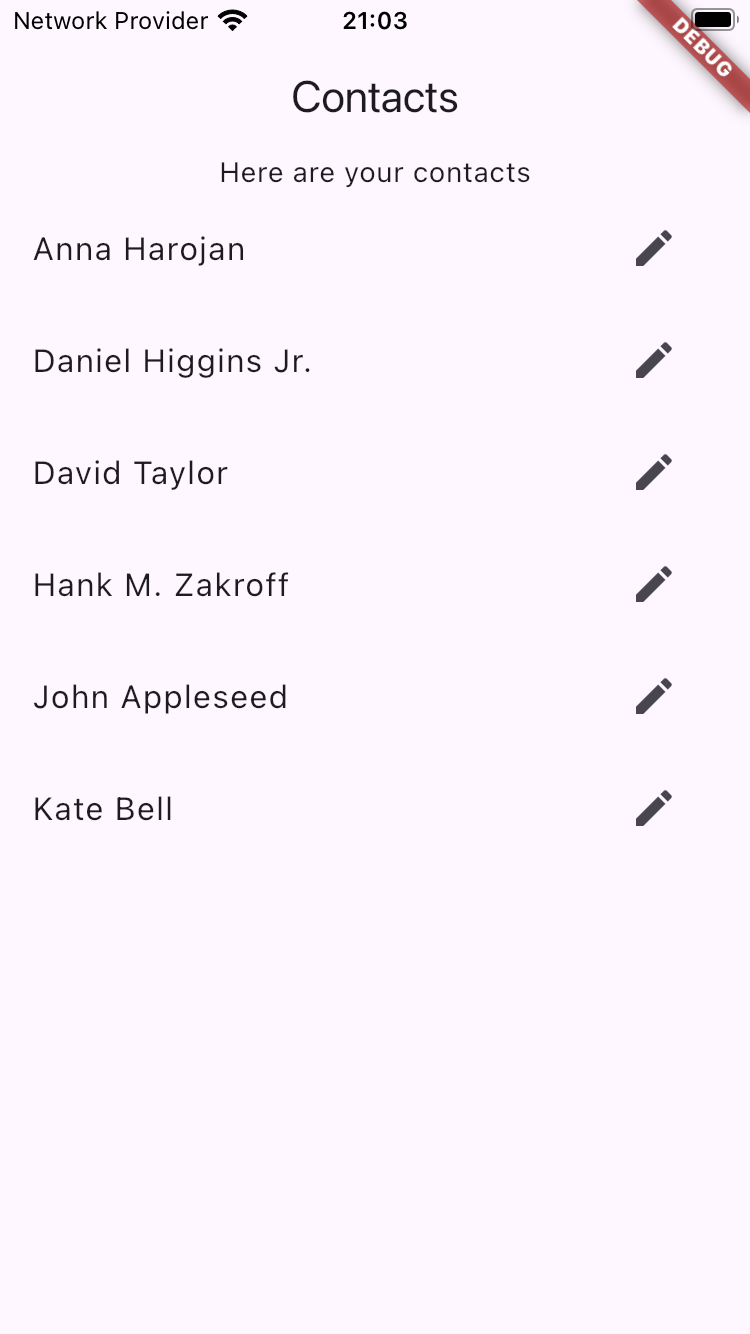 Network Provider 21:03
DEBUG
Contacts
Here are your contacts
Anna Harojan
Daniel Higgins Jr.
David Taylor
Hank M. Zakroff
John Appleseed
Kate Bell